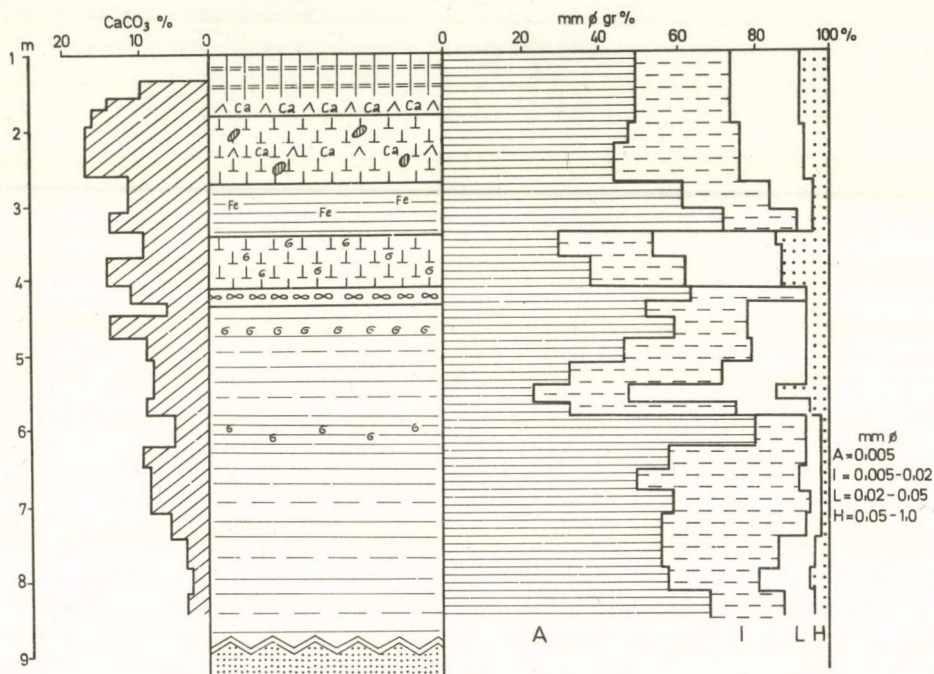 CaCO₃ %
mm ø gr %
m 20 10 0 20 40 60 80 100 %
1
Ca Ca Ca Ca Ca
2
Ca Ca Ca
3
Fe Fe Fe
4
5
6
mm ø
A = 0,005
I = 0,005-0,02
L = 0,02-0,05
H = 0,05-1,0
7
8
A I L H
9